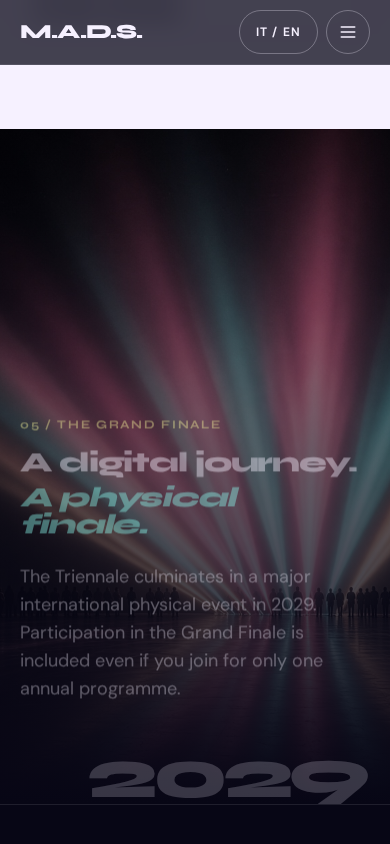 M.A.D.S.
IT / EN
05 / THE GRAND FINALE
A digital journey.
A physical
finale.
The Triennale culminates in a major
international physical event in 2029.
Participation in the Grand Finale is
included even if you join for only one
annual programme.
2029